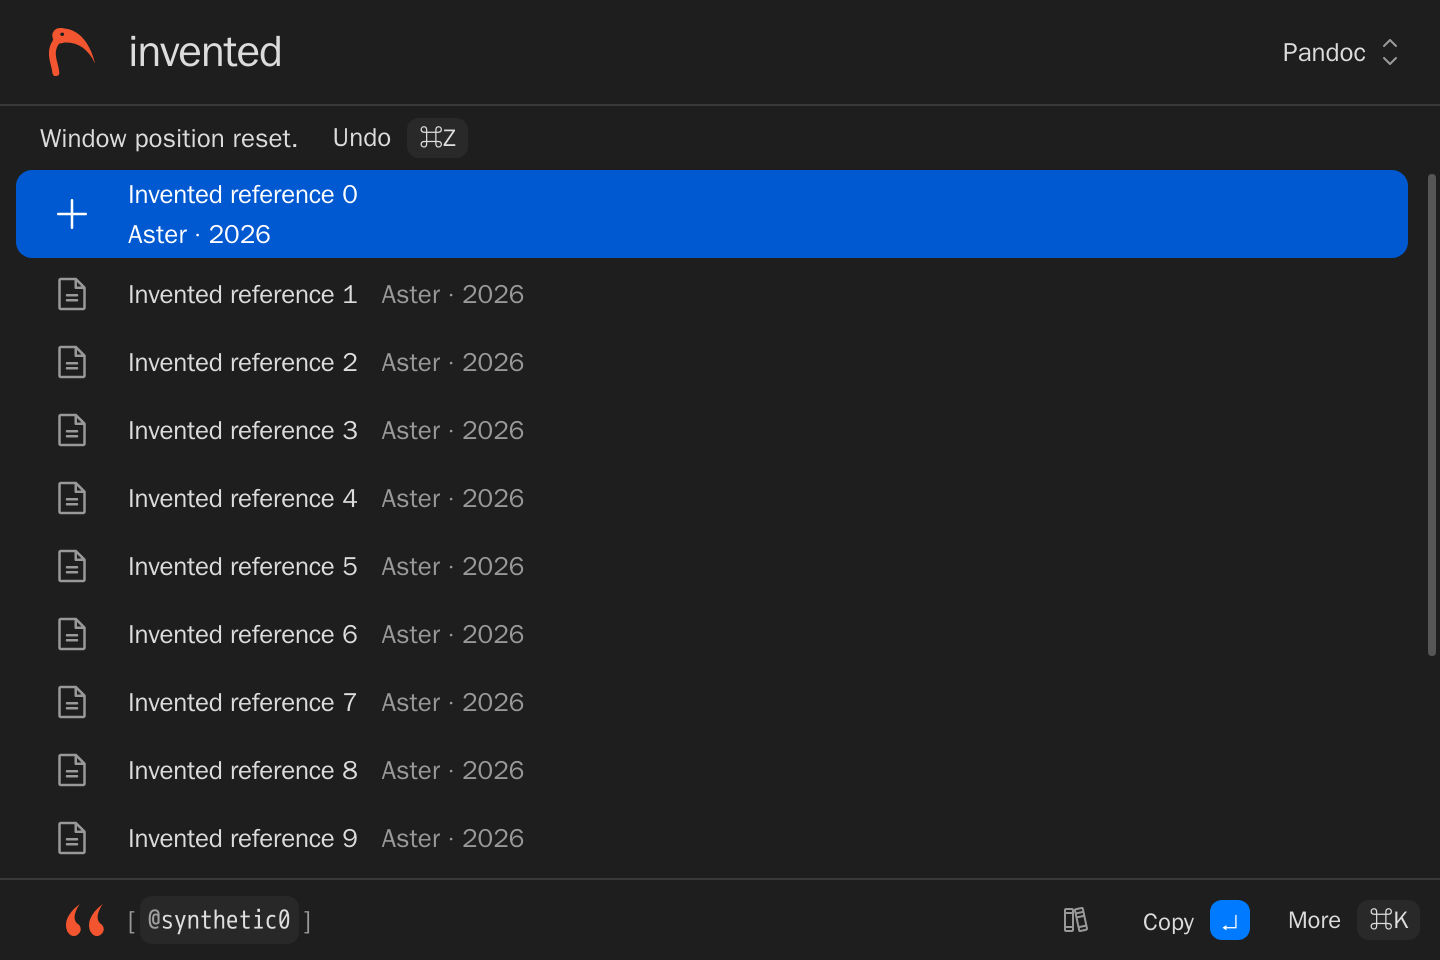 invented
Pandoc
Window position reset. Undo ⌘Z
Invented reference 0
Aster · 2026
Invented reference 1 Aster · 2026
Invented reference 2 Aster · 2026
Invented reference 3 Aster · 2026
Invented reference 4 Aster · 2026
Invented reference 5 Aster · 2026
Invented reference 6 Aster · 2026
Invented reference 7 Aster · 2026
Invented reference 8 Aster · 2026
Invented reference 9 Aster · 2026
[@synthetic0] Copy ↵ More ⌘K